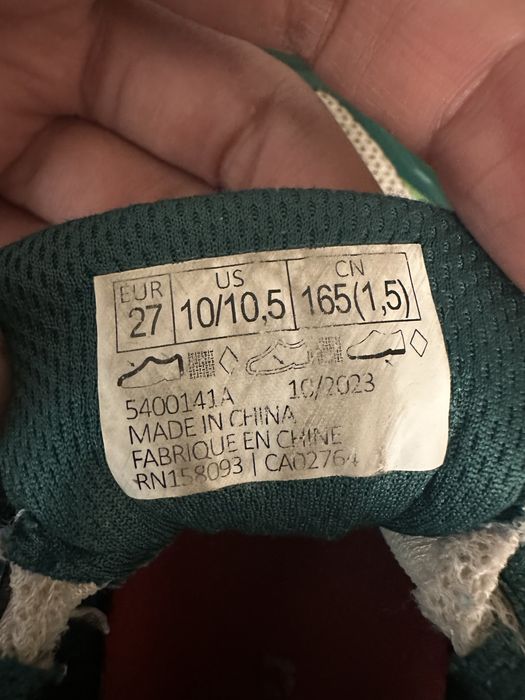 EUR US CN
27 10/10,5 165(1,5)
5400141A 10/2023
MADE IN CHINA
FABRIQUE EN CHINE
RN158093 | CA02764